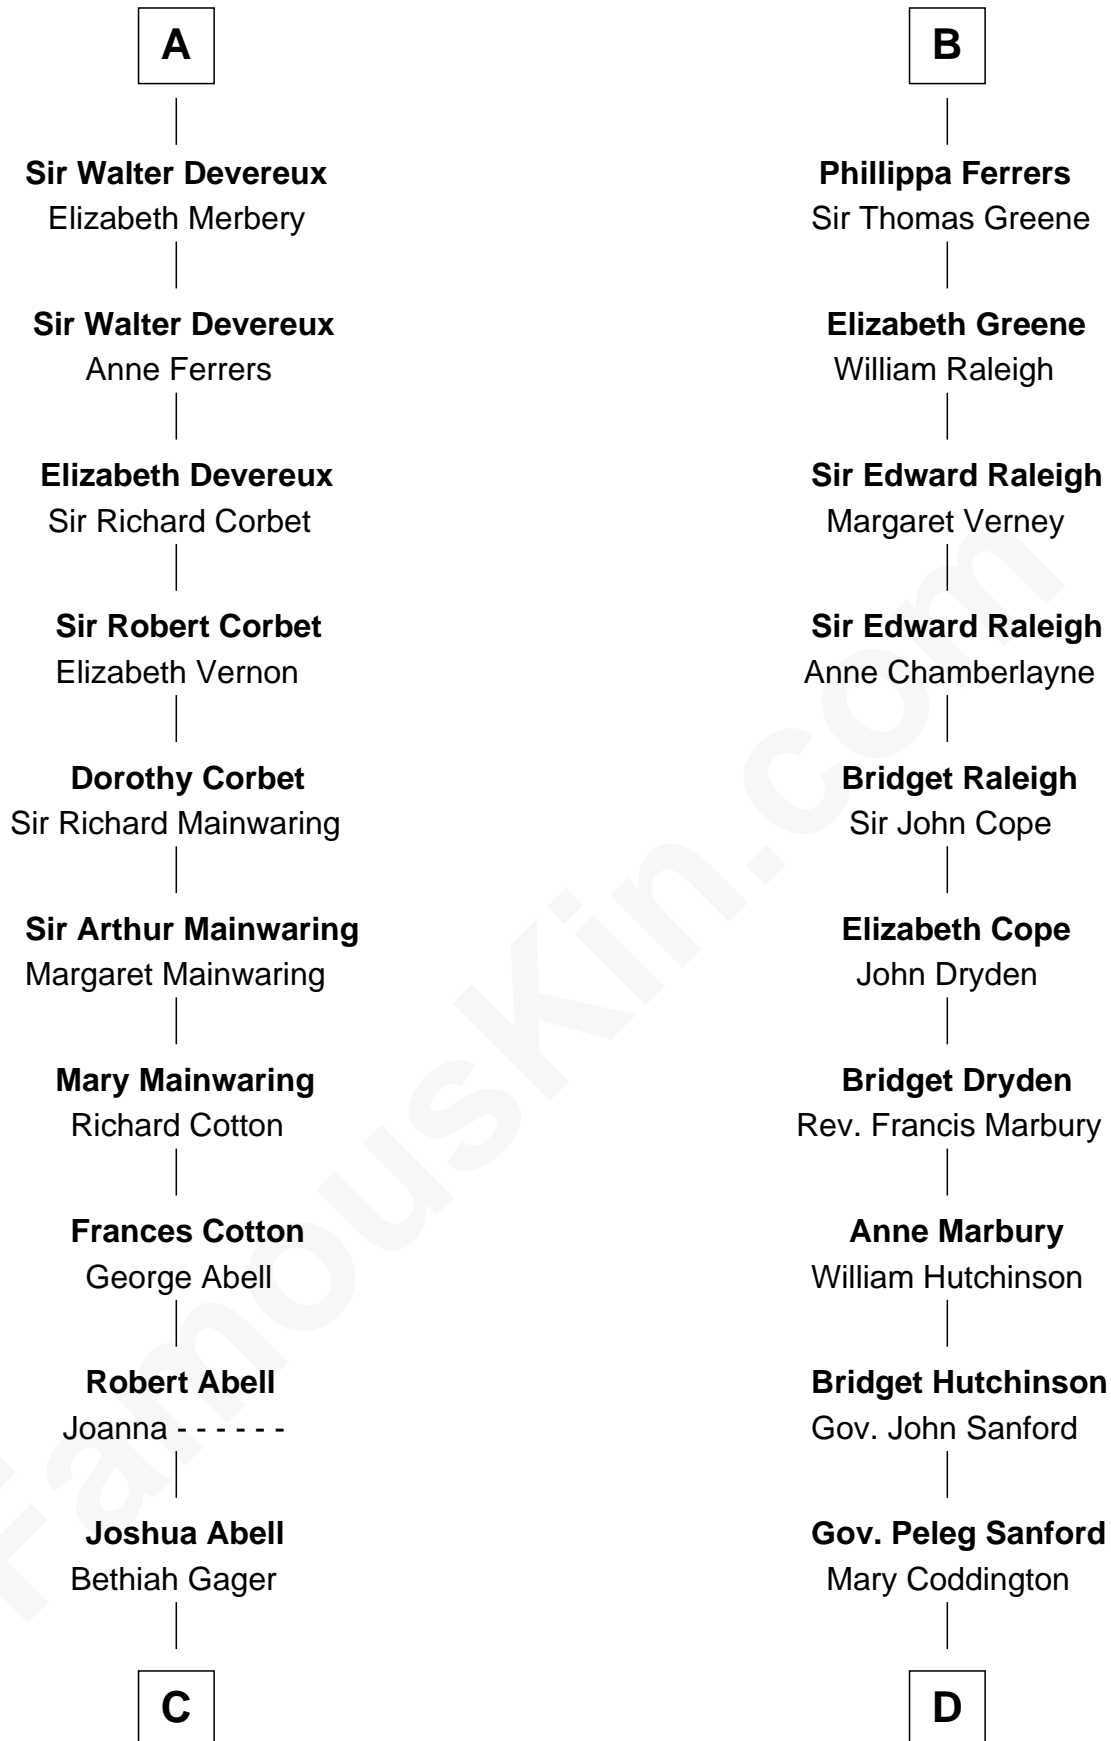 A
Sir Walter Devereux
Elizabeth Merbery
Sir Walter Devereux
Anne Ferrers
Elizabeth Devereux
Sir Richard Corbet
Sir Robert Corbet
Elizabeth Vernon
Dorothy Corbet
Sir Richard Mainwaring
Sir Arthur Mainwaring
Margaret Mainwaring
Mary Mainwaring
Richard Cotton
Frances Cotton
George Abell
Robert Abell
Joanna - - - - - -
Joshua Abell
Bethiah Gager
C
B
Phillippa Ferrers
Sir Thomas Greene
Elizabeth Greene
William Raleigh
Sir Edward Raleigh
Margaret Verney
Sir Edward Raleigh
Anne Chamberlayne
Bridget Raleigh
Sir John Cope
Elizabeth Cope
John Dryden
Bridget Dryden
Rev. Francis Marbury
Anne Marbury
William Hutchinson
Bridget Hutchinson
Gov. John Sanford
Gov. Peleg Sanford
Mary Coddington
D
FamousKin.com